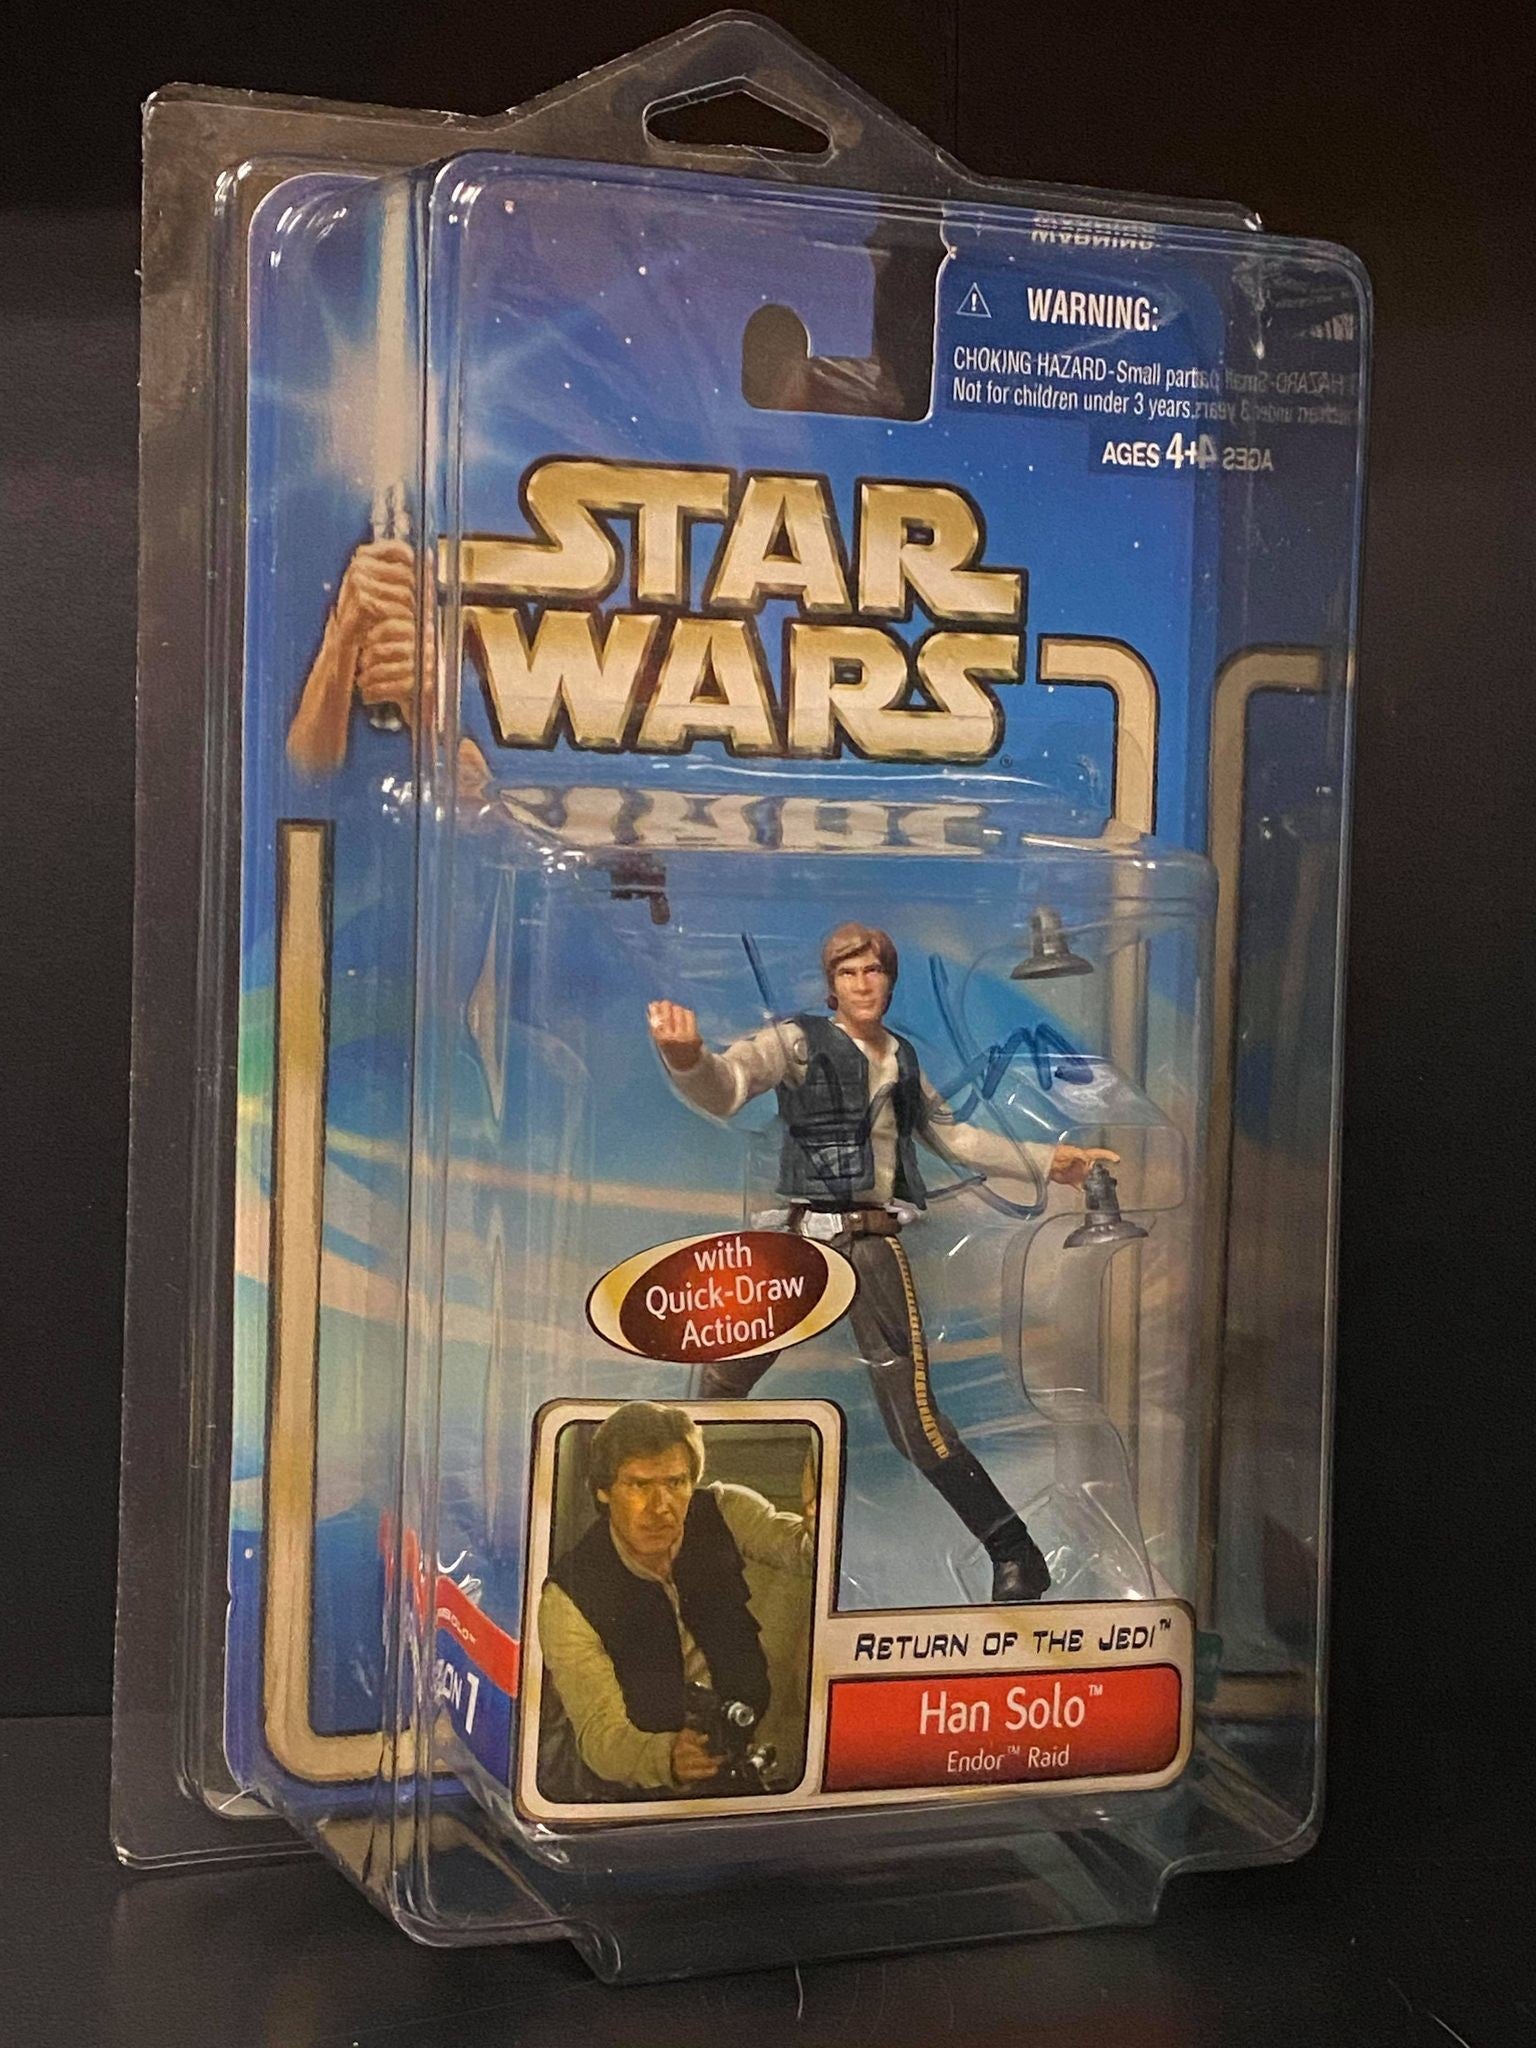 WARNING:
CHOKING HAZARD-Small part
Not for children under 3 years.
AGES 4+
STAR
WARS
®
with
Quick-Draw
Action!
RETURN OF THE JEDI™
Han Solo™
Endor™ Raid